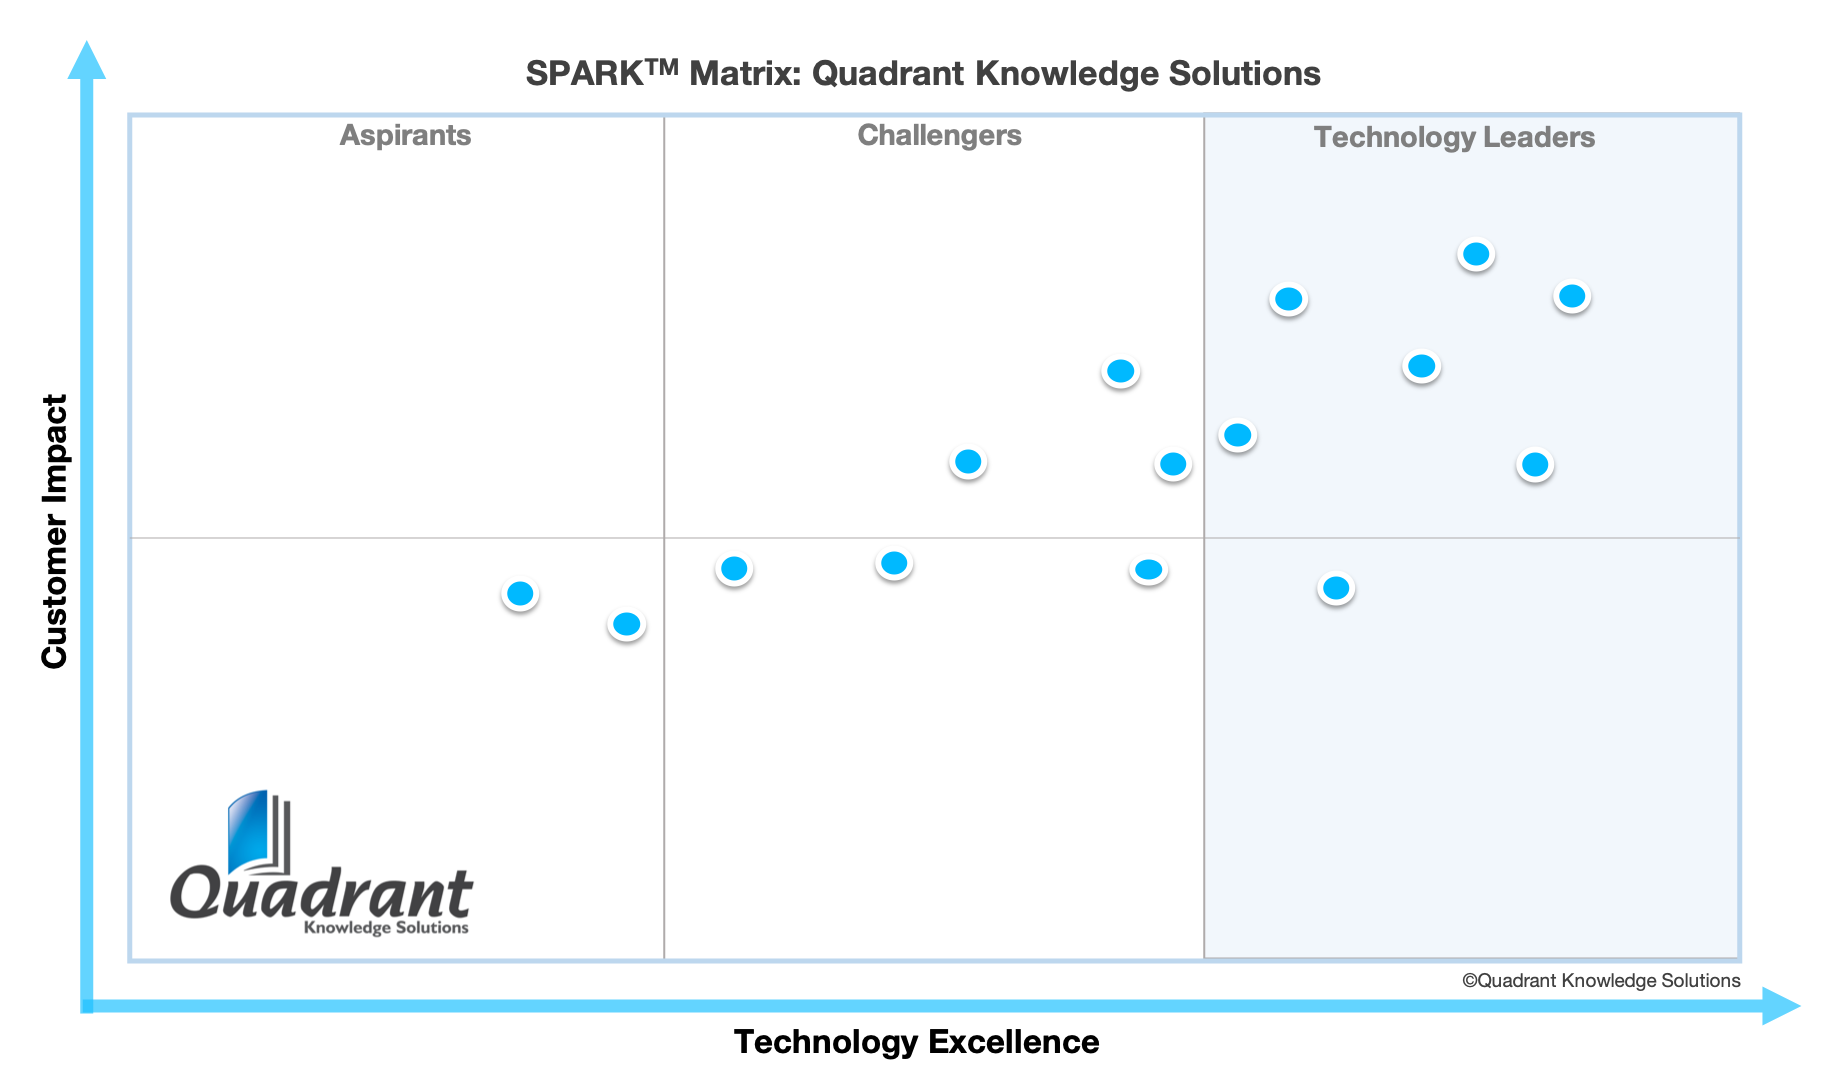 SPARK™ Matrix: Quadrant Knowledge Solutions
Aspirants
Challengers
Technology Leaders
Customer Impact
Quadrant
Knowledge Solutions
©Quadrant Knowledge Solutions
Technology Excellence